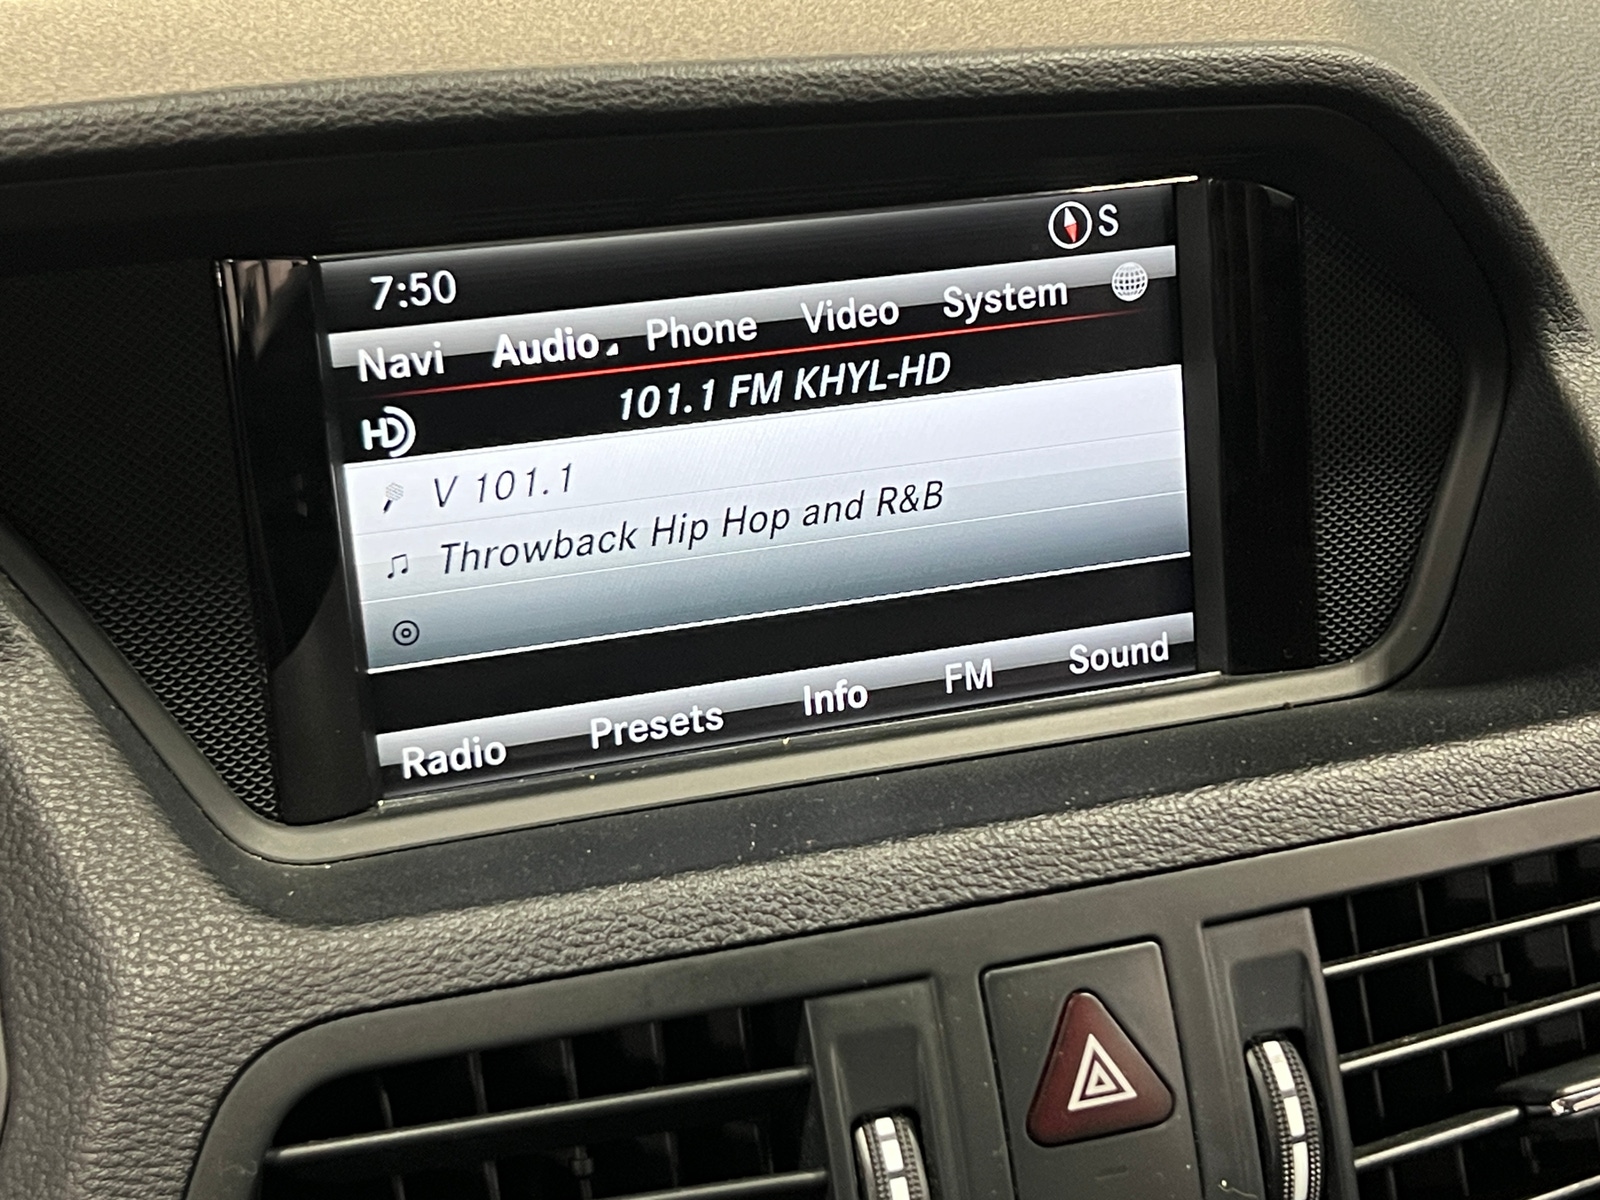 7:50 S
Navi Audio Phone Video System
HD 101.1 FM KHYL-HD
V 101.1
Throwback Hip Hop and R&B
Radio Presets Info FM Sound